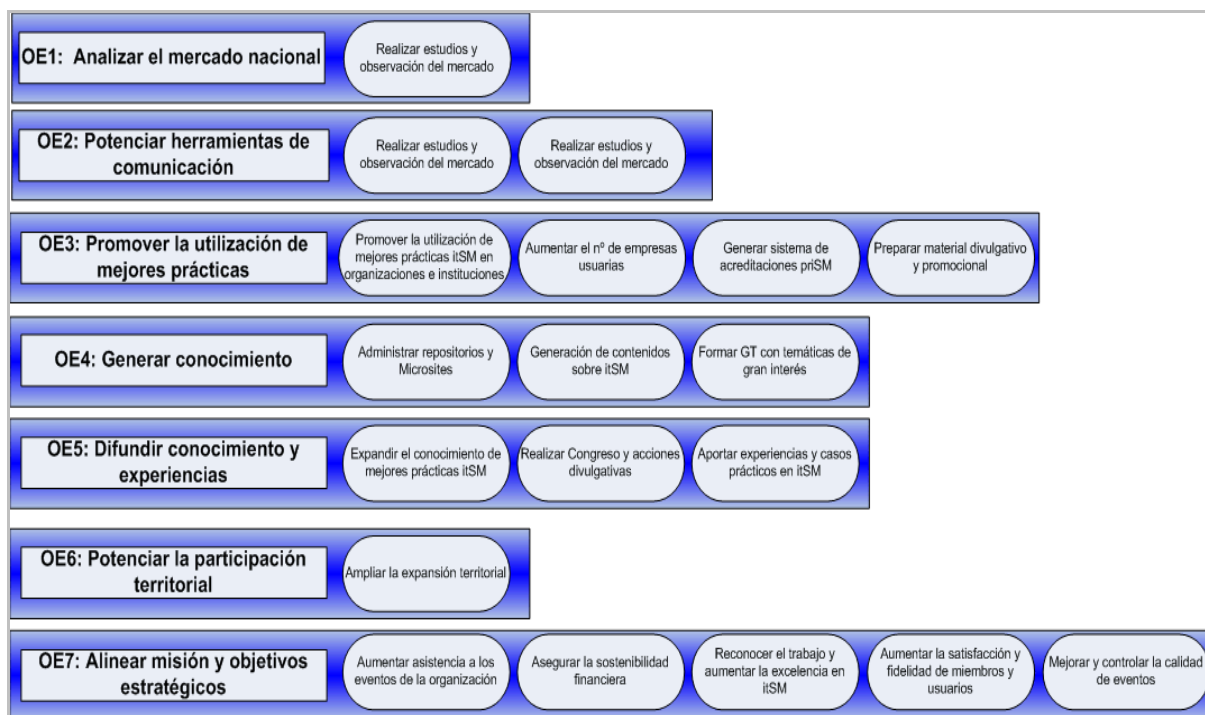 OE1: Analizar el mercado nacional
Realizar estudios y
observación del mercado
OE2: Potenciar herramientas de
comunicación
Realizar estudios y
observación del mercado
Realizar estudios y
observación del mercado
OE3: Promover la utilización de
mejores prácticas
Promover la utilización de
mejores prácticas itSM en
organizaciones e instituciones
Aumentar el nº de empresas
usuarias
Generar sistema de
acreditaciones priSM
Preparar material divulgativo
y promocional
OE4: Generar conocimiento
Administrar repositorios y
Microsites
Generación de contenidos
sobre itSM
Formar GT con temáticas de
gran interés
OE5: Difundir conocimiento y
experiencias
Expandir el conocimiento de
mejores prácticas itSM
Realizar Congreso y acciones
divulgativas
Aportar experiencias y casos
prácticos en itSM
OE6: Potenciar la participación
territorial
Ampliar la expansión territorial
OE7: Alinear misión y objetivos
estratégicos
Aumentar asistencia a los
eventos de la organización
Asegurar la sostenibilidad
financiera
Reconocer el trabajo y
aumentar la excelencia en
itSM
Aumentar la satisfacción y
fidelidad de miembros y
usuarios
Mejorar y controlar la calidad
de eventos